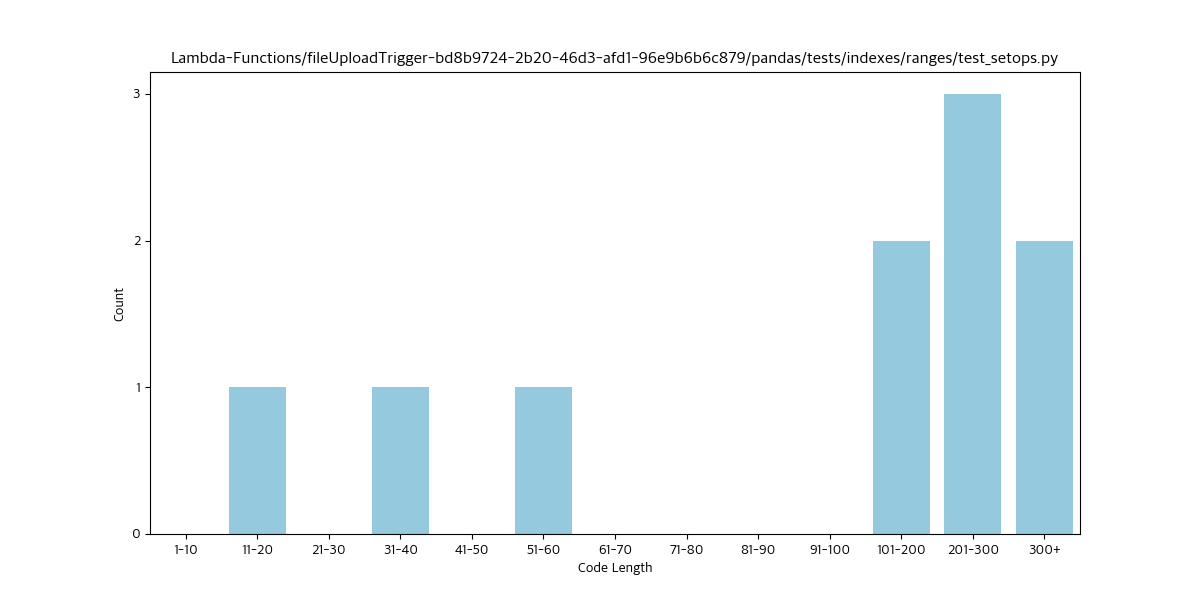 Lambda-Functions/fileUploadTrigger-bd8b9724-2b20-46d3-afd1-96e9b6b6c879/pandas/tests/indexes/ranges/test_setops.py
3
2
1
0
Count
1-10 11-20 21-30 31-40 41-50 51-60 61-70 71-80 81-90 91-100 101-200 201-300 300+
Code Length